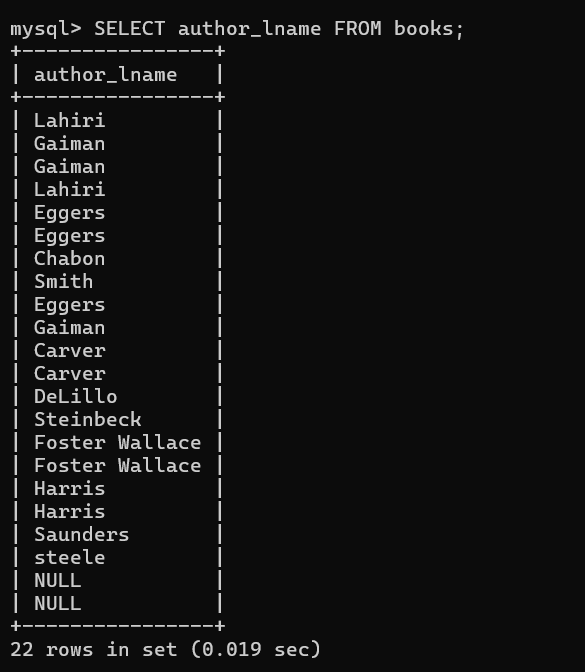 mysql> SELECT author_lname FROM books;
+----------------+
| author_lname   |
+----------------+
| Lahiri         |
| Gaiman         |
| Gaiman         |
| Lahiri         |
| Eggers         |
| Eggers         |
| Chabon         |
| Smith          |
| Eggers         |
| Gaiman         |
| Carver         |
| Carver         |
| DeLillo        |
| Steinbeck      |
| Foster Wallace |
| Foster Wallace |
| Harris         |
| Harris         |
| Saunders       |
| steele         |
| NULL           |
| NULL           |
+----------------+
22 rows in set (0.019 sec)